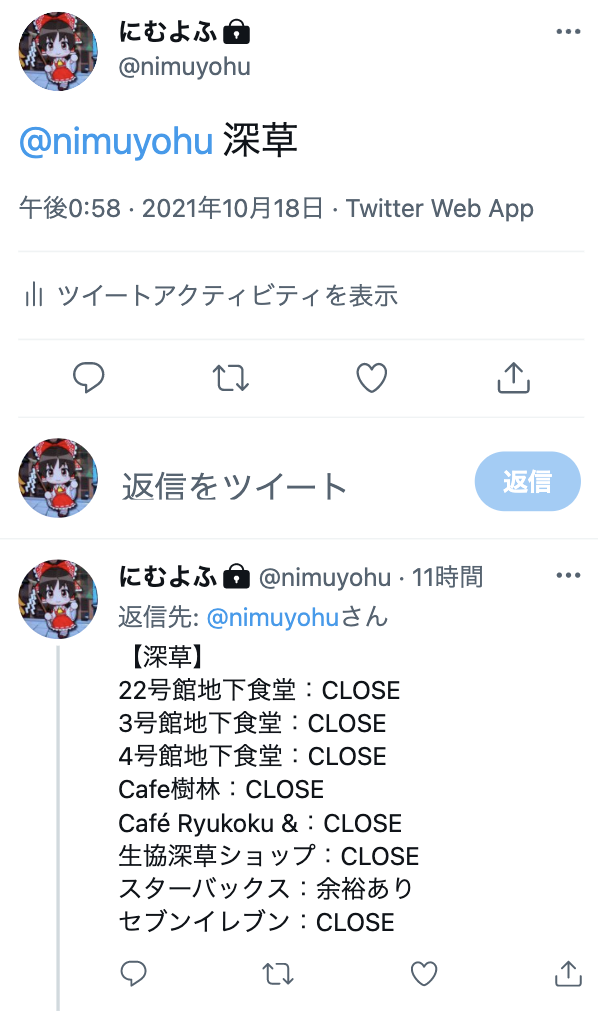 にむよふ
@nimuyohu
@nimuyohu 深草
午後0:58 · 2021年10月18日 · Twitter Web App
ツイートアクティビティを表示
返信をツイート
返信
にむよふ @nimuyohu · 11時間
返信先: @nimuyohuさん
【深草】
22号館地下食堂：CLOSE
3号館地下食堂：CLOSE
4号館地下食堂：CLOSE
Cafe樹林：CLOSE
Café Ryukoku &：CLOSE
生協深草ショップ：CLOSE
スターバックス：余裕あり
セブンイレブン：CLOSE